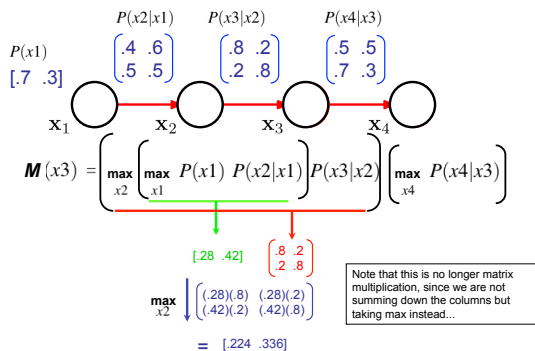 P(x2|x1) P(x3|x2) P(x4|x3)
P(x1)
.4 .6 .8 .2 .5 .5
[.7 .3] .5 .5 .2 .8 .7 .3
x1 x2 x3 x4
M(x3) = ( max x2 ( max x1 P(x1) P(x2|x1) ) P(x3|x2) ) ( max x4 P(x4|x3) )
[.28 .42] .8 .2
.2 .8
max x2 (.28)(.8) (.28)(.2)
(.42)(.2) (.42)(.8)
= [.224 .336]
Note that this is no longer matrix
multiplication, since we are not
summing down the columns but
taking max instead...